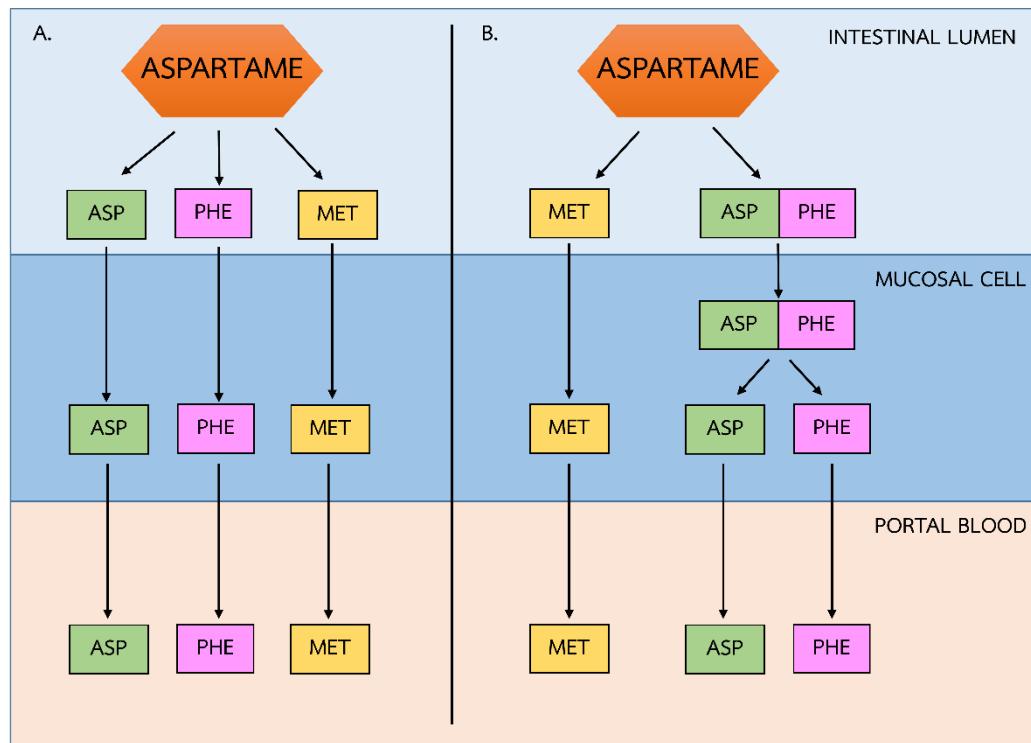 A.
B.
INTESTINAL LUMEN
ASPARTAME
ASPARTAME
ASP
PHE
MET
MET
ASP
PHE
MUCOSAL CELL
ASP
PHE
ASP
PHE
MET
MET
ASP
PHE
PORTAL BLOOD
ASP
PHE
MET
MET
ASP
PHE